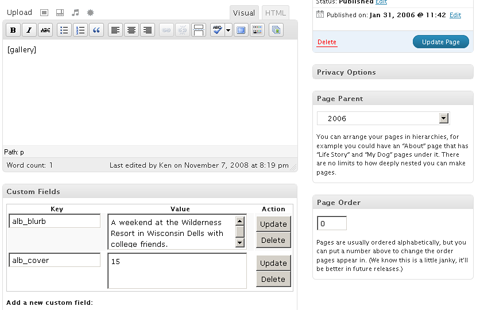 Upload
Visual
HTML
B I ABC
[gallery]
Path: p
Word count: 1
Last edited by Ken on November 7, 2008 at 8:19 pm
Custom Fields
Key Value Action
alb_blurb
A weekend at the Wilderness
Resort in Wisconsin Dells with
college friends.
Update
Delete
alb_cover
15
Update
Delete
Add a new custom field:
Status: Published Edit
Published on: Jan 31, 2006 @ 11:42 Edit
Delete
Update Page
Privacy Options
Page Parent
2006
You can arrange your pages in hierarchies, for
example you could have an "About" page that has
"Life Story" and "My Dog" pages under it. There
are no limits to how deeply nested you can make
pages.
Page Order
0
Pages are usually ordered alphabetically, but you
can put a number above to change the order
pages appear in. (We know this is a little janky, it'll
be better in future releases.)